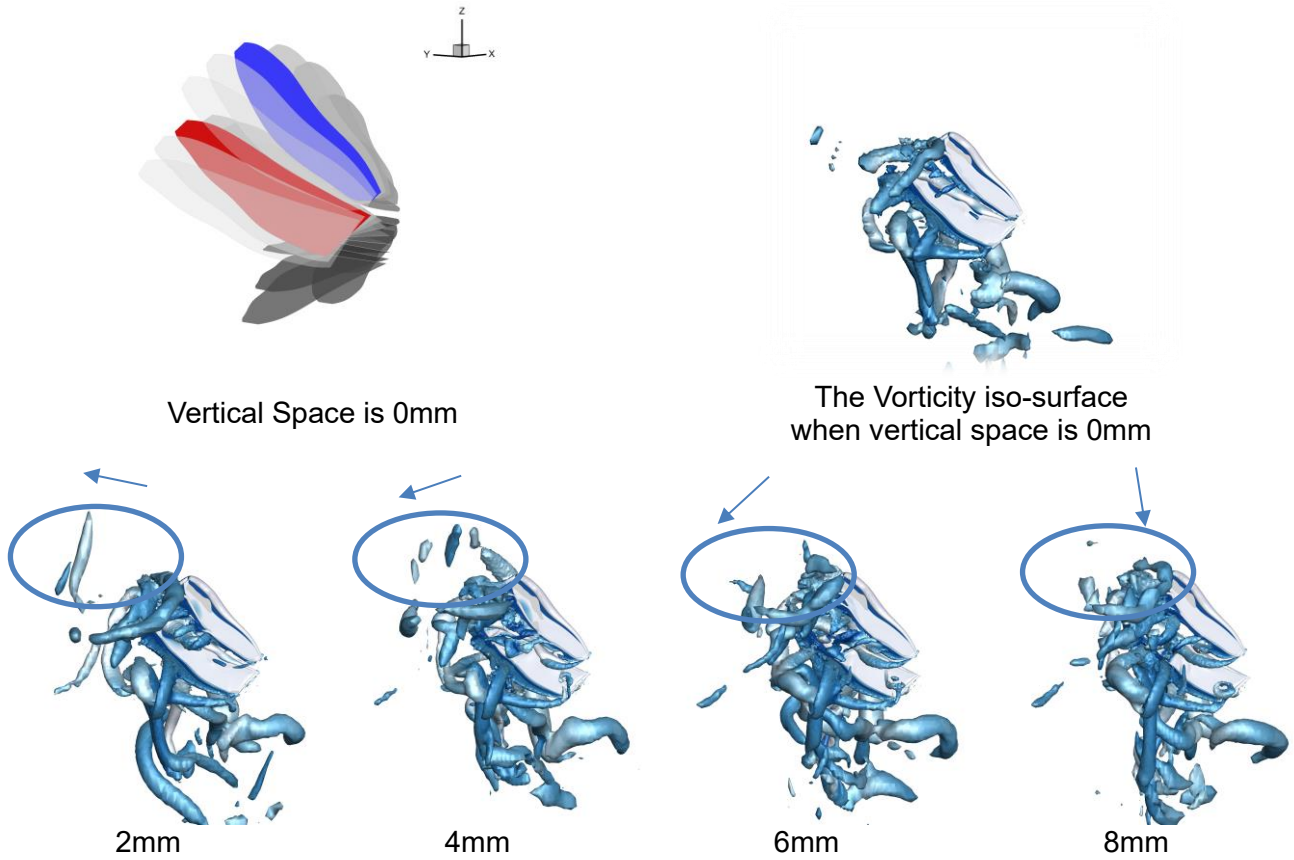 Z
Y
X
Vertical Space is 0mm
The Vorticity iso-surface
when vertical space is 0mm
2mm
4mm
6mm
8mm